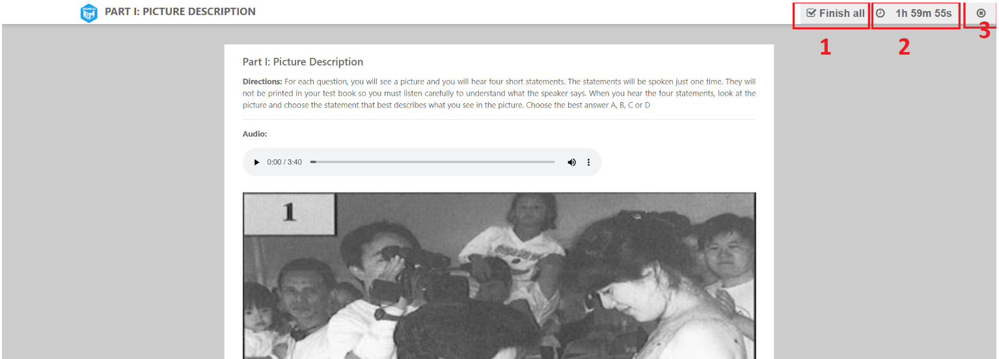 PART I: PICTURE DESCRIPTION
Finish all
1h 59m 55s
1
2
3
Part I: Picture Description
Directions: For each question, you will see a picture and you will hear four short statements. The statements will be spoken just one time. They will
not be printed in your test book so you must listen carefully to understand what the speaker says. When you hear the four statements, look at the
picture and choose the statement that best describes what you see in the picture. Choose the best answer A, B, C or D
Audio:
0:00 / 3:40
1